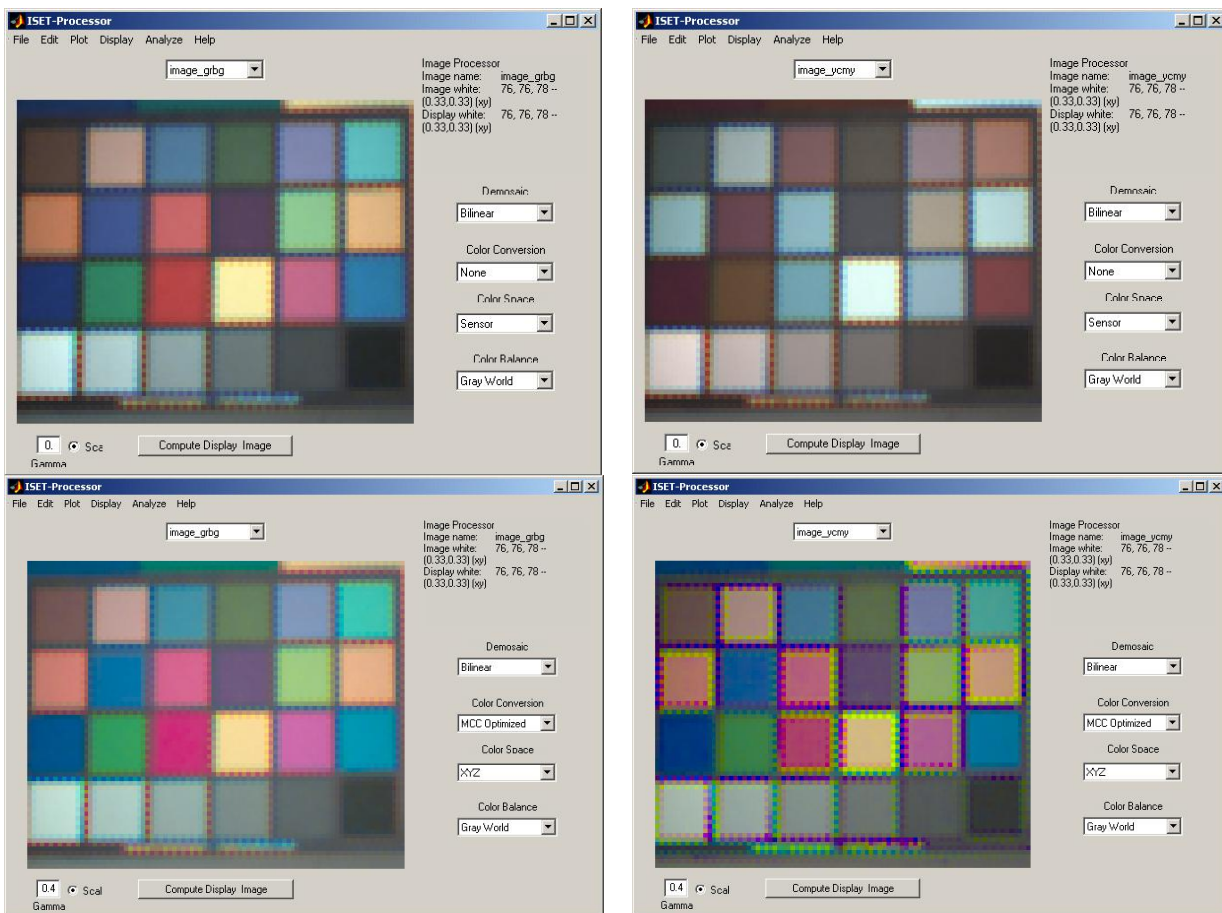 ISET-Processor
File Edit Plot Display Analyze Help
image_grbg
Image Processor
Image name: image_grbg
Image white: 76, 76, 78 --
(0.33,0.33) (xy)
Display white: 76, 76, 78 --
(0.33,0.33) (xy)
Demosaic
Bilinear
Color Conversion
None
Color Space
Sensor
Color Balance
Gray World
0. Sca
Compute Display Image
Gamma
ISET-Processor
File Edit Plot Display Analyze Help
image_ycmy
Image Processor
Image name: image_ycmy
Image white: 76, 76, 78 --
(0.33,0.33) (xy)
Display white: 76, 76, 78 --
(0.33,0.33) (xy)
Demosaic
Bilinear
Color Conversion
None
Color Space
Sensor
Color Balance
Gray World
0. Sca
Compute Display Image
Gamma
ISET-Processor
File Edit Plot Display Analyze Help
image_grbg
Image Processor
Image name: image_grbg
Image white: 76, 76, 78 --
(0.33,0.33) (xy)
Display white: 76, 76, 78 --
(0.33,0.33) (xy)
Demosaic
Bilinear
Color Conversion
MCC Optimized
Color Space
XYZ
Color Balance
Gray World
0.4 Scal
Compute Display Image
Gamma
ISET-Processor
File Edit Plot Display Analyze Help
image_ycmy
Image Processor
Image name: image_ycmy
Image white: 76, 76, 78 --
(0.33,0.33) (xy)
Display white: 76, 76, 78 --
(0.33,0.33) (xy)
Demosaic
Bilinear
Color Conversion
MCC Optimized
Color Space
XYZ
Color Balance
Gray World
0.4 Scal
Compute Display Image
Gamma